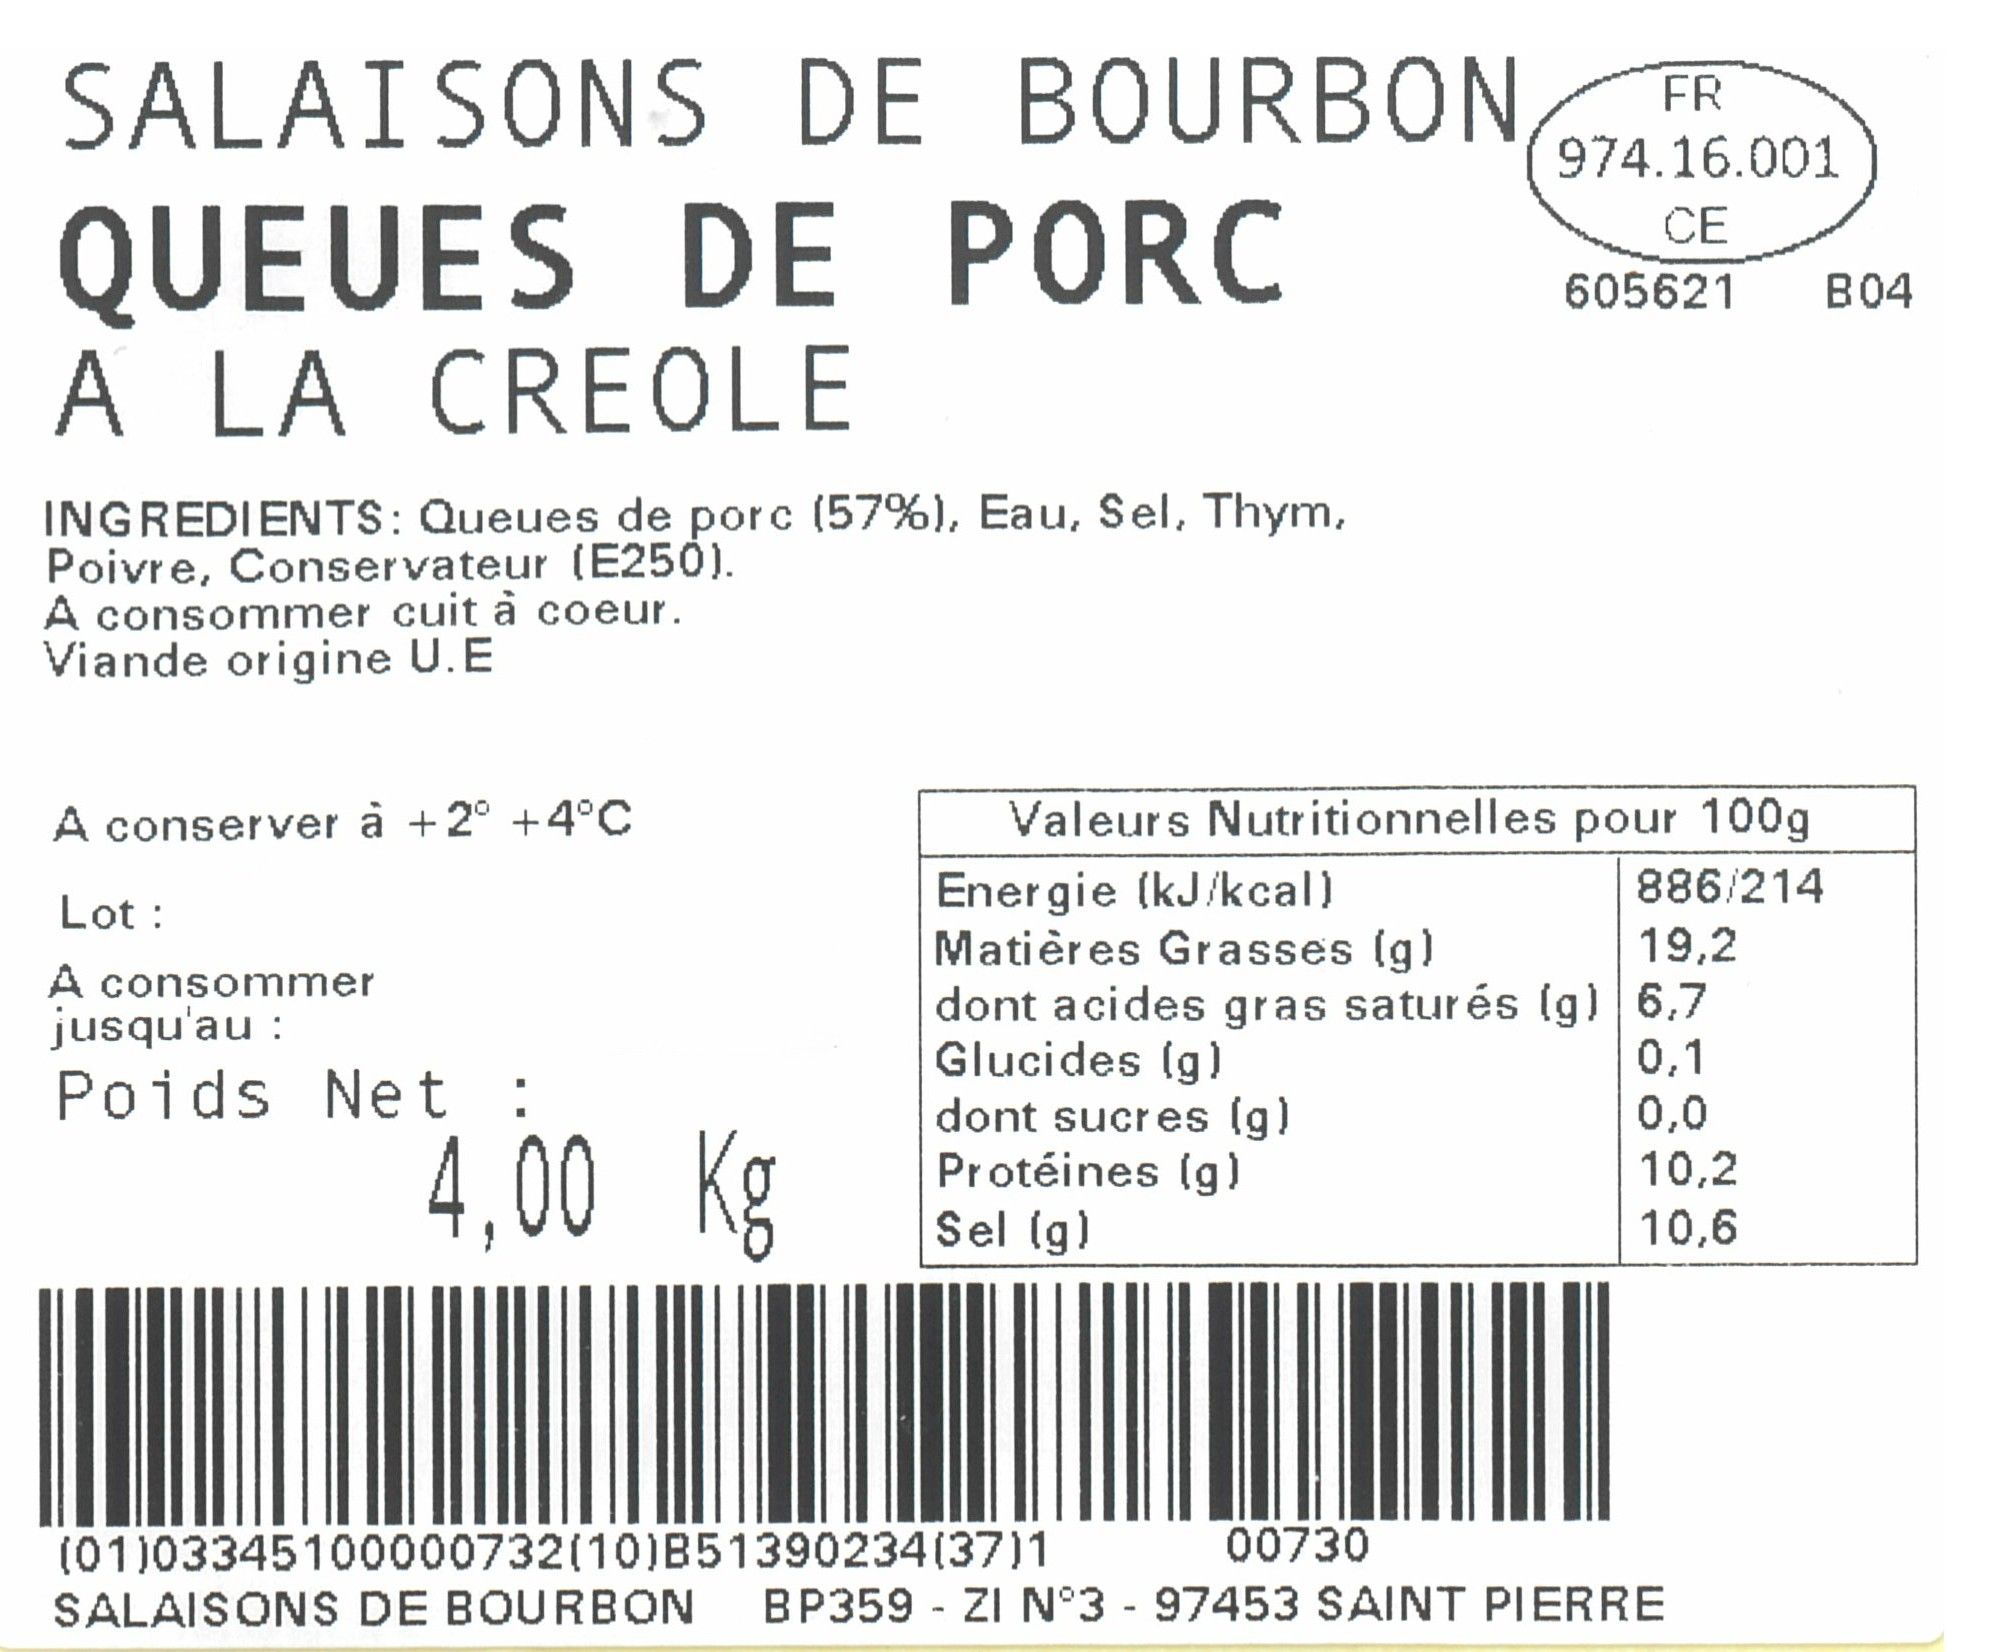 SALAISONS DE BOURBON
FR
974.16.001
CE
QUEUES DE PORC
605621 B04
A LA CREOLE
INGREDIENTS: Queues de porc (57%), Eau, Sel, Thym,
Poivre, Conservateur (E250).
A consommer cuit à coeur.
Viande origine U.E
A conserver à +2° +4°C
Lot :
A consommer
jusqu'au :
Poids Net :
4,00 Kg
Valeurs Nutritionnelles pour 100g
Energie (kJ/kcal) 886/214
Matières Grasses (g) 19,2
dont acides gras saturés (g) 6,7
Glucides (g) 0,1
dont sucres (g) 0,0
Protéines (g) 10,2
Sel (g) 10,6
(01)03345100000732(10)B51390234(37)1 00730
SALAISONS DE BOURBON BP359 - ZI N°3 - 97453 SAINT PIERRE